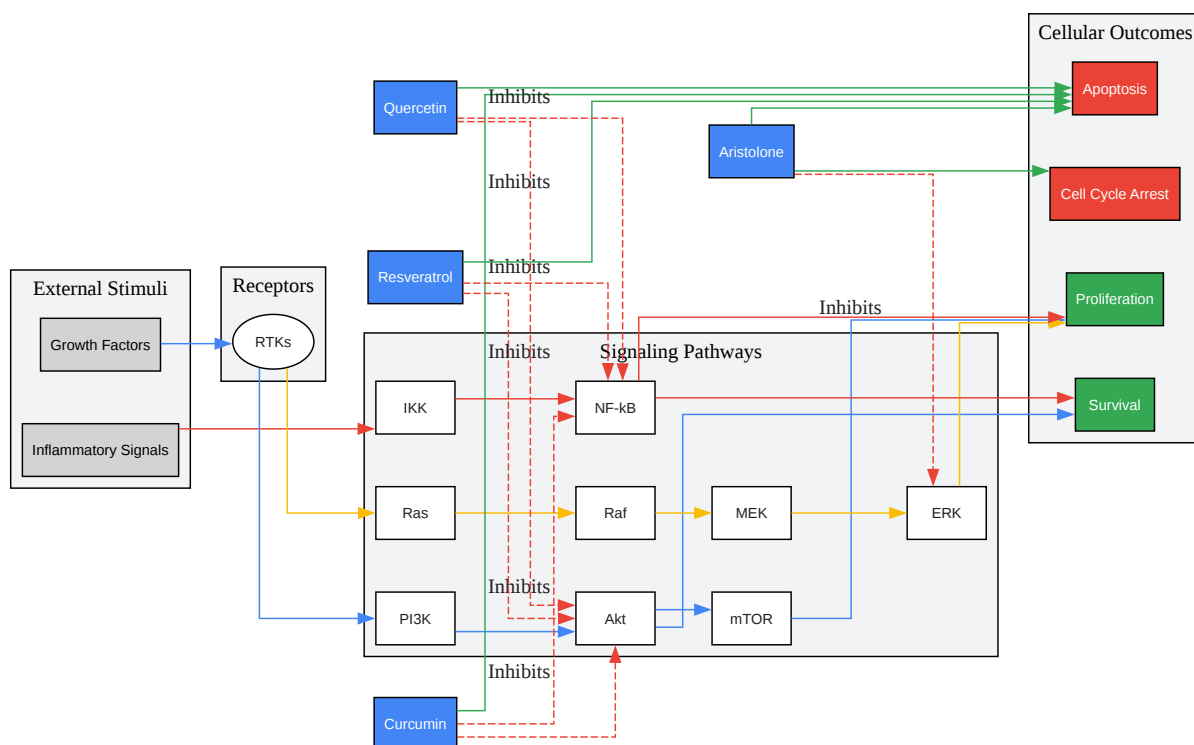 Cellular Outcomes
Apoptosis
Quercetin
Inhibits
Aristolone
Inhibits
Cell Cycle Arrest
Resveratrol
Inhibits
External Stimuli
Receptors
Proliferation
Inhibits
Growth Factors
RTKs
Inhibits
Signaling Pathways
IKK
NF-kB
Survival
Inflammatory Signals
Ras
Raf
MEK
ERK
Inhibits
PI3K
Akt
mTOR
Inhibits
Curcumin